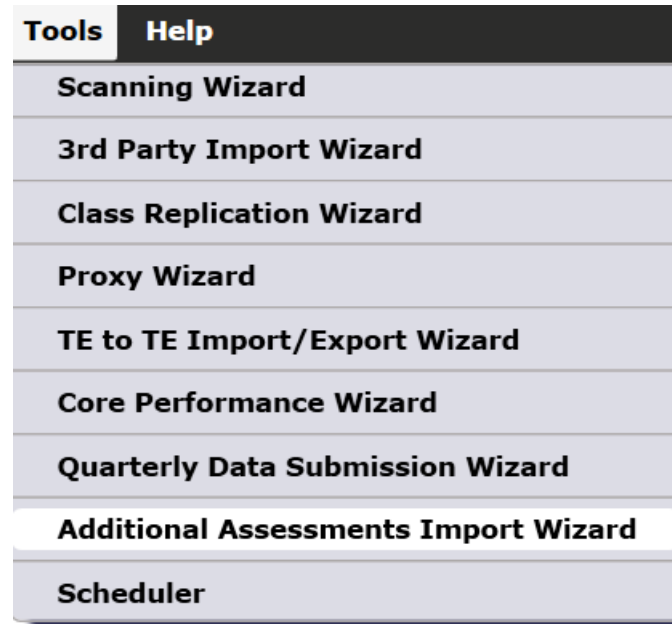 Tools Help
Scanning Wizard
3rd Party Import Wizard
Class Replication Wizard
Proxy Wizard
TE to TE Import/Export Wizard
Core Performance Wizard
Quarterly Data Submission Wizard
Additional Assessments Import Wizard
Scheduler